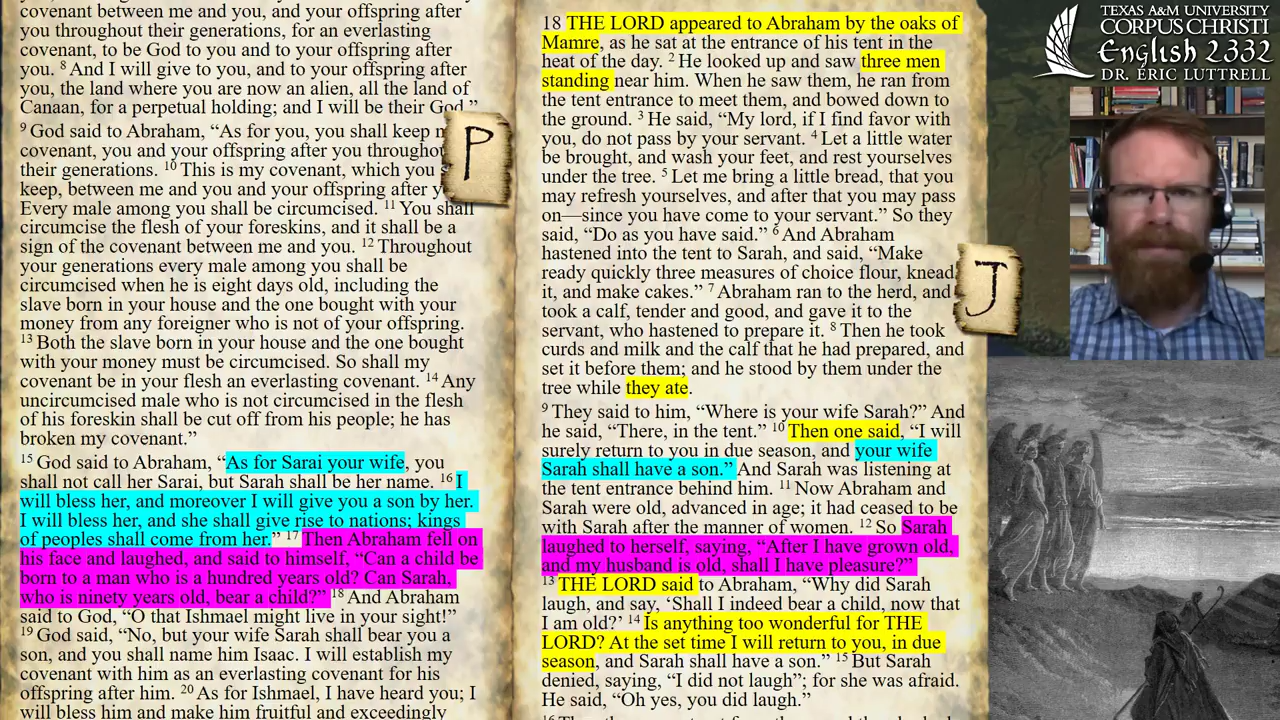 covenant between me and you, and your offspring after
you throughout their generations, for an everlasting
covenant, to be God to you and to your offspring after
you. 8 And I will give to you, and to your offspring after
you, the land where you are now an alien, all the land of
Canaan, for a perpetual holding; and I will be their God.”
9 God said to Abraham, “As for you, you shall keep
covenant, you and your offspring after you
their generations. 10 This is my covenant, which you
keep, between me and you and your offspring after
Every male among you shall be circumcised. 11 You shall
circumcise the flesh of your foreskins, and it shall be a
sign of the covenant between me and you. 12 Throughout
your generations every male among you shall be
circumcised when he is eight days old, including the
slave born in your house and the one bought with your
money from any foreigner who is not of your offspring.
13 Both the slave born in your house and the one bought
with your money must be circumcised. So shall my
covenant be in your flesh an everlasting covenant. 14 Any
uncircumcised male who is not circumcised in the flesh
of his foreskin shall be cut off from his people; he has
broken my covenant.”
15 God said to Abraham, “As for Sarai your wife, you
shall not call her Sarai, but Sarah shall be her name. 16 I
will bless her, and moreover I will give you a son by her.
I will bless her, and she shall give rise to nations; kings
of peoples shall come from her.” 17 Then Abraham fell on
his face and laughed, and said to himself, “Can a child be
born to a man who is a hundred years old? Can Sarah,
who is ninety years old, bear a child?” 18 And Abraham
said to God, “O that Ishmael might live in your sight!”
19 God said, “No, but your wife Sarah shall bear you a
son, and you shall name him Isaac. I will establish my
covenant with him as an everlasting covenant for his
offspring after him. 20 As for Ishmael, I have heard you; I
will bless him and make him fruitful and exceedingly
P
18 THE LORD appeared to Abraham by the oaks of
Mamre, as he sat at the entrance of his tent in the
heat of the day. 2 He looked up and saw three men
standing near him. When he saw them, he ran from
the tent entrance to meet them, and bowed down to
the ground. 3 He said, “My lord, if I find favor with
you, do not pass by your servant. 4 Let a little water
be brought, and wash your feet, and rest yourselves
under the tree. 5 Let me bring a little bread, that you
may refresh yourselves, and after that you may pass
on—since you have come to your servant.” So they
said, “Do as you have said.” 6 And Abraham
hastened into the tent to Sarah, and said, “Make
ready quickly three measures of choice flour, knead
it, and make cakes.” 7 Abraham ran to the herd, and
took a calf, tender and good, and gave it to the
servant, who hastened to prepare it. 8 Then he took
curds and milk and the calf that he had prepared, and
set it before them; and he stood by them under the
tree while they ate.
9 They said to him, “Where is your wife Sarah?” And
he said, “There, in the tent.” 10 Then one said, “I will
surely return to you in due season, and your wife
Sarah shall have a son.” And Sarah was listening at
the tent entrance behind him. 11 Now Abraham and
Sarah were old, advanced in age; it had ceased to be
with Sarah after the manner of women. 12 So Sarah
laughed to herself, saying, “After I have grown old,
and my husband is old, shall I have pleasure?”
13 THE LORD said to Abraham, “Why did Sarah
laugh, and say, ‘Shall I indeed bear a child, now that
I am old?’ 14 Is anything too wonderful for THE
LORD? At the set time I will return to you, in due
season, and Sarah shall have a son.” 15 But Sarah
denied, saying, “I did not laugh”; for she was afraid.
He said, “Oh yes, you did laugh.”
J
TEXAS A&M UNIVERSITY
CORPUS CHRISTI
English 2332
DR. ERIC LUTTRELL